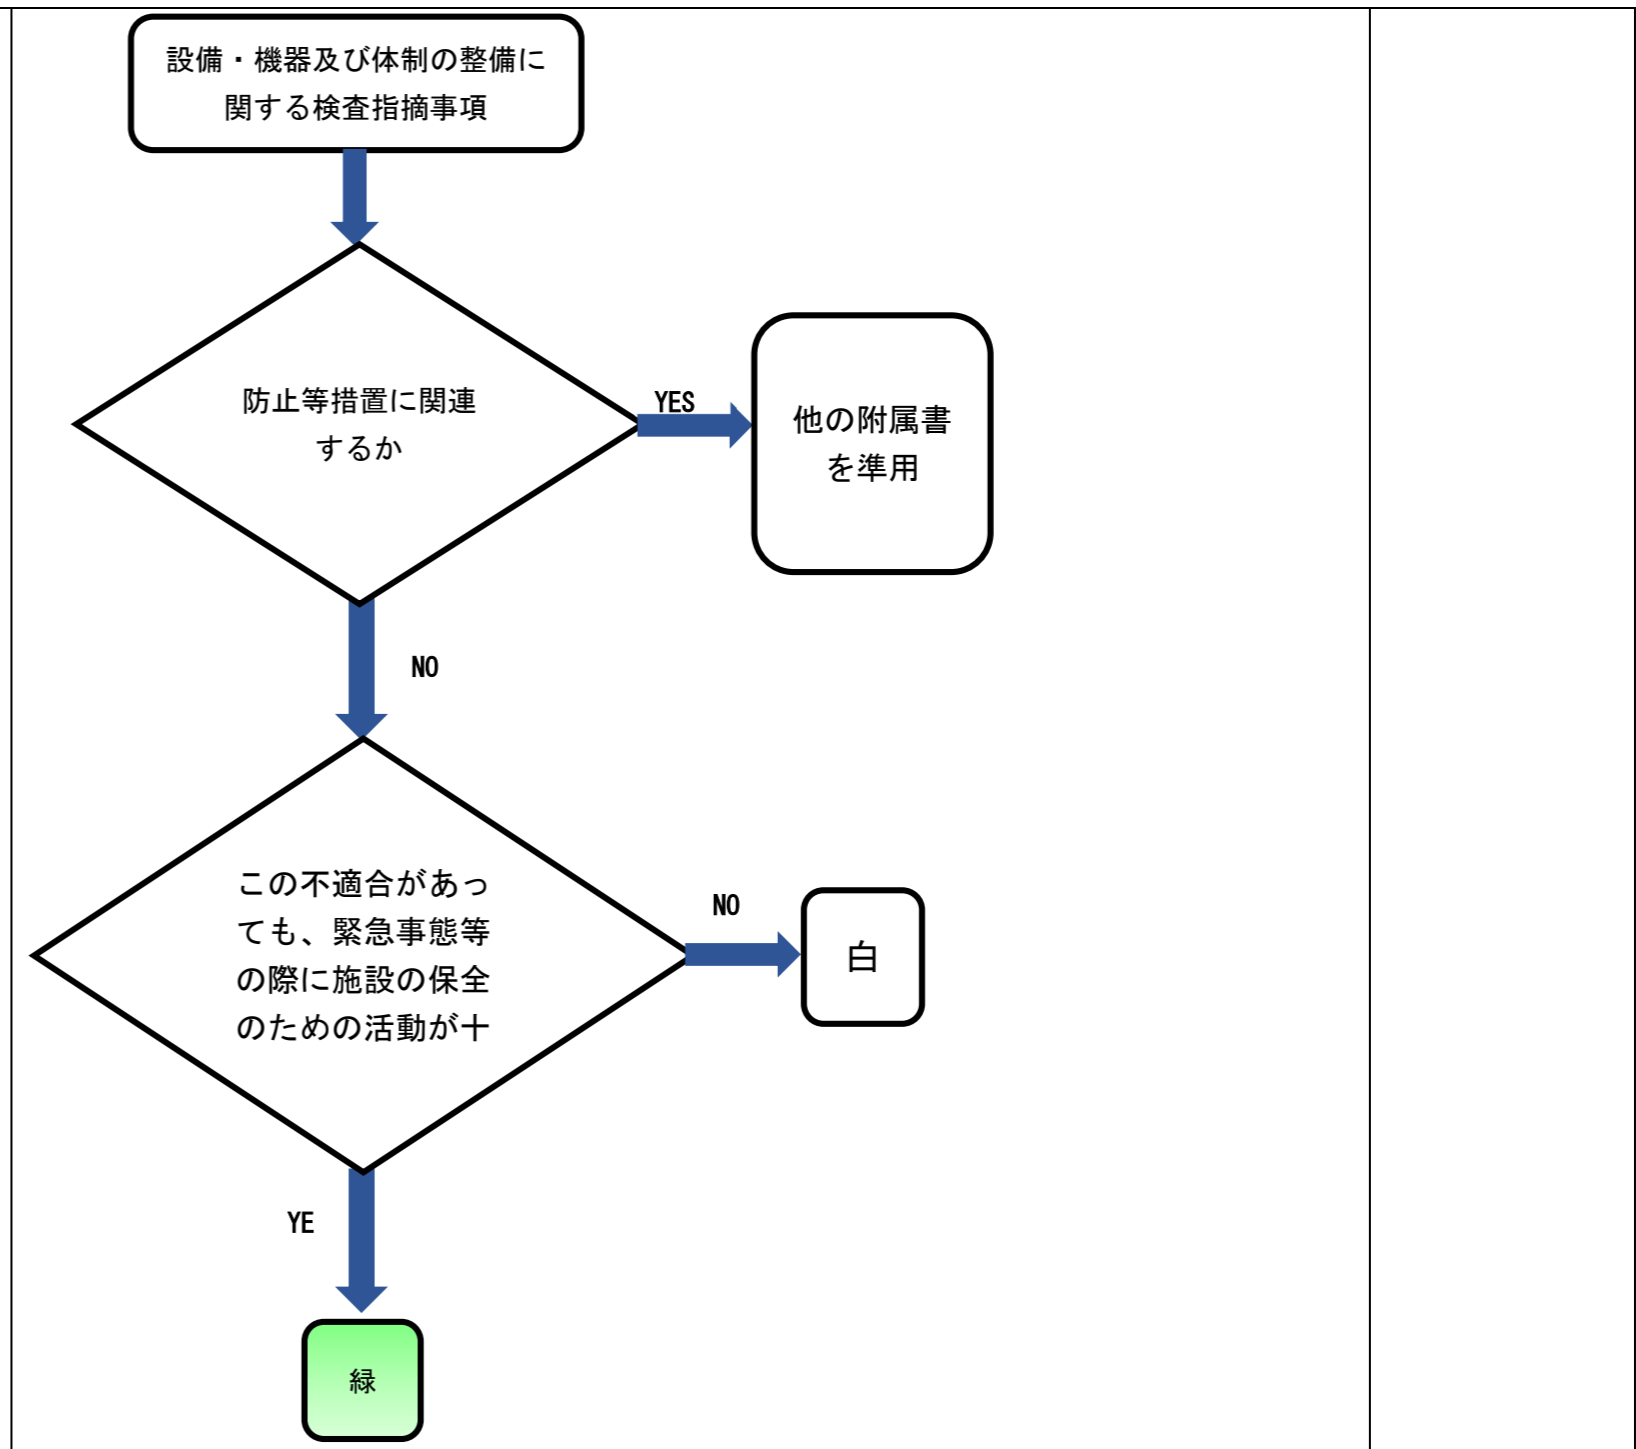 設備・機器及び体制の整備に
関する検査指摘事項
防止等措置に関連
するか
YES
他の附属書
を準用
NO
この不適合があっ
ても、緊急事態等
の際に施設の保全
のための活動が十
NO
白
YE
緑